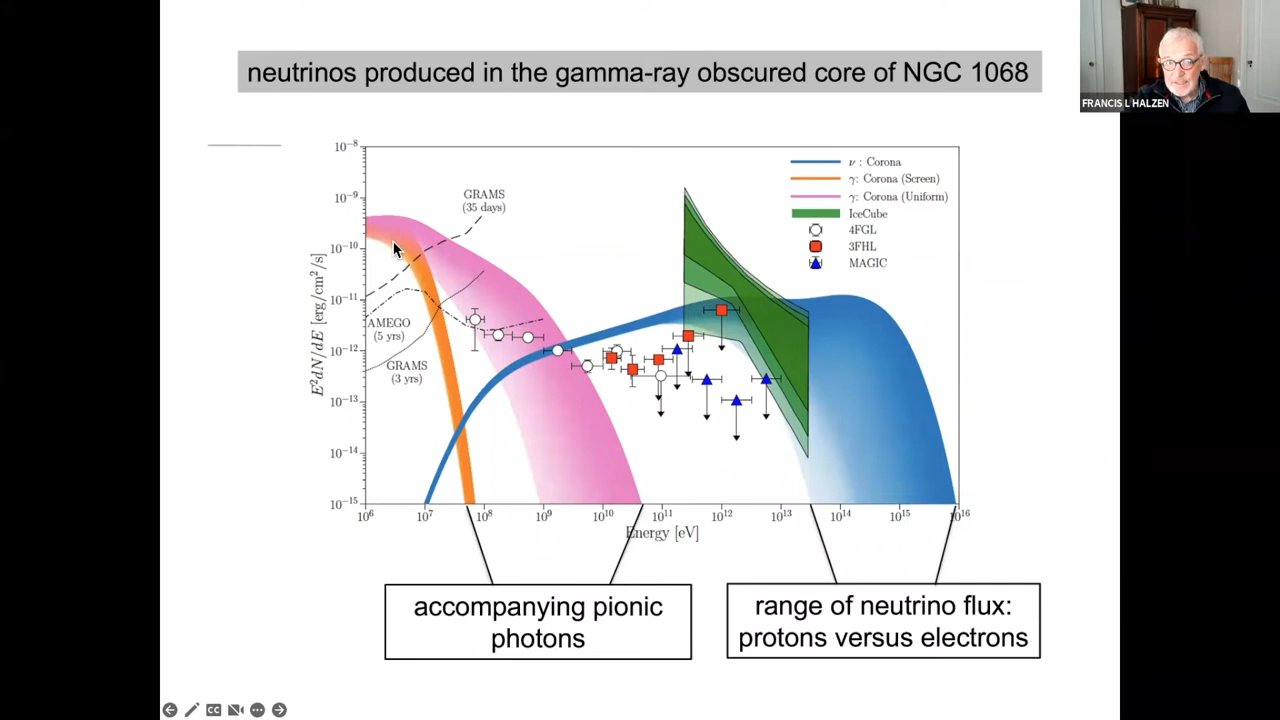 neutrinos produced in the gamma-ray obscured core of NGC 1068
FRANCIS L HALZEN
10⁻⁸
10⁻⁹
10⁻¹⁰
10⁻¹¹
10⁻¹²
10⁻¹³
10⁻¹⁴
10⁻¹⁵
E²dN/dE [erg/cm²/s]
GRAMS
(35 days)
AMEGO
(5 yrs)
GRAMS
(3 yrs)
ν : Corona
γ: Corona (Screen)
γ: Corona (Uniform)
IceCube
4FGL
3FHL
MAGIC
10⁶ 10⁷ 10⁸ 10⁹ 10¹⁰ 10¹¹ 10¹² 10¹³ 10¹⁴ 10¹⁵ 10¹⁶
Energy [eV]
accompanying pionic
photons
range of neutrino flux:
protons versus electrons
CC